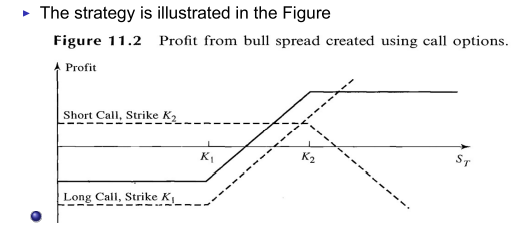 The strategy is illustrated in the Figure
Figure 11.2 Profit from bull spread created using call options.
Profit
Short Call, Strike K₂
K₁ K₂ S_T
Long Call, Strike K₁